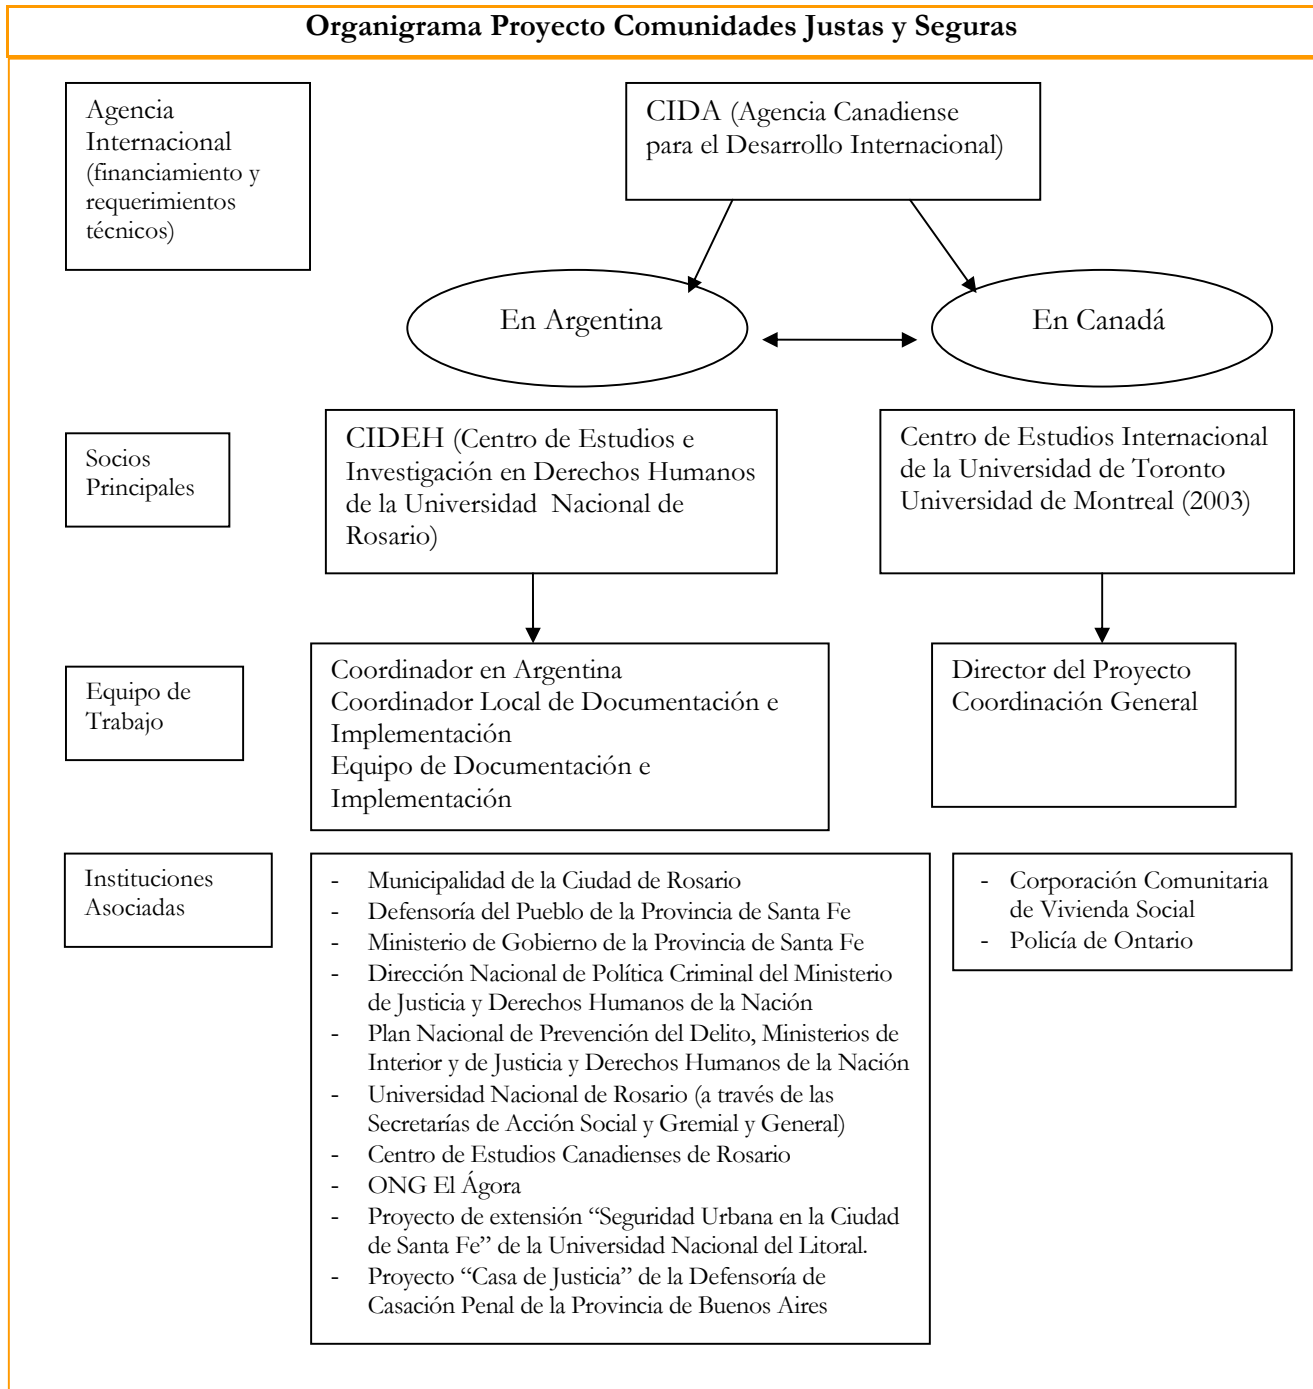 Organigrama Proyecto Comunidades Justas y Seguras
Agencia
Internacional
(financiamiento y
requerimientos
técnicos)
CIDA (Agencia Canadiense
para el Desarrollo Internacional)
En Argentina
En Canadá
Socios
Principales
CIDEH (Centro de Estudios e
Investigación en Derechos Humanos
de la Universidad Nacional de
Rosario)
Centro de Estudios Internacional
de la Universidad de Toronto
Universidad de Montreal (2003)
Equipo de
Trabajo
Coordinador en Argentina
Coordinador Local de Documentación e
Implementación
Equipo de Documentación e
Implementación
Director del Proyecto
Coordinación General
Instituciones
Asociadas
- Municipalidad de la Ciudad de Rosario
- Defensoría del Pueblo de la Provincia de Santa Fe
- Ministerio de Gobierno de la Provincia de Santa Fe
- Dirección Nacional de Política Criminal del Ministerio
de Justicia y Derechos Humanos de la Nación
- Plan Nacional de Prevención del Delito, Ministerios de
Interior y de Justicia y Derechos Humanos de la Nación
- Universidad Nacional de Rosario (a través de las
Secretarías de Acción Social y Gremial y General)
- Centro de Estudios Canadienses de Rosario
- ONG El Ágora
- Proyecto de extensión “Seguridad Urbana en la Ciudad
de Santa Fe” de la Universidad Nacional del Litoral.
- Proyecto “Casa de Justicia” de la Defensoría de
Casación Penal de la Provincia de Buenos Aires
- Corporación Comunitaria
de Vivienda Social
- Policía de Ontario